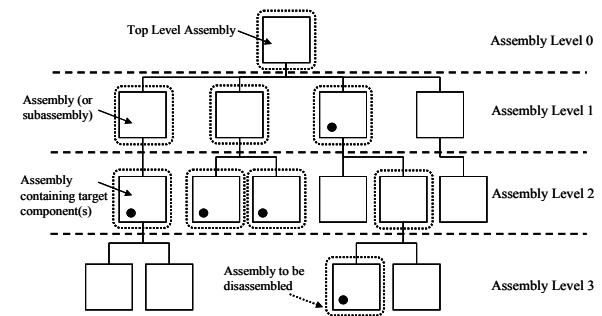 Top Level Assembly
Assembly Level 0
Assembly (or
subassembly)
Assembly Level 1
Assembly
containing target
component(s)
Assembly Level 2
Assembly to be
disassembled
Assembly Level 3